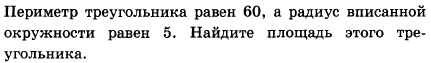 Периметр треугольника равен 60, а радиус вписанной
окружности равен 5. Найдите площадь этого тре-
угольника.